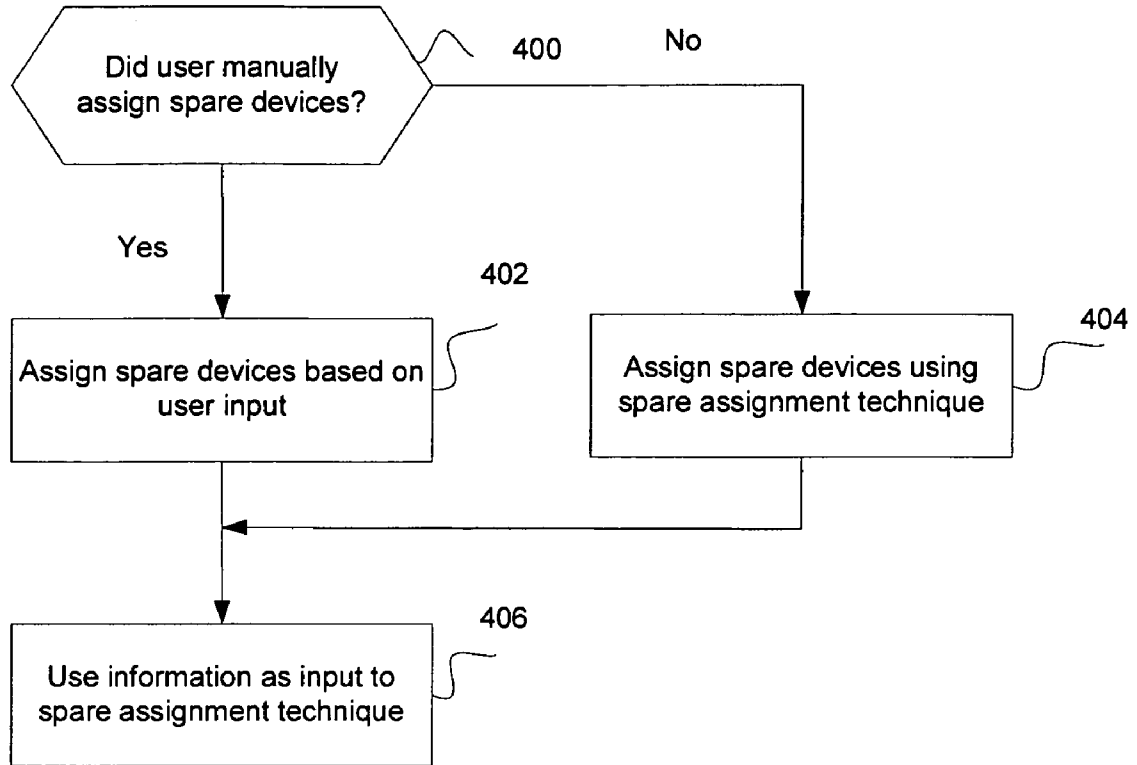 Did user manually
assign spare devices?
400
No
Yes
402
Assign spare devices based on
user input
404
Assign spare devices using
spare assignment technique
406
Use information as input to
spare assignment technique